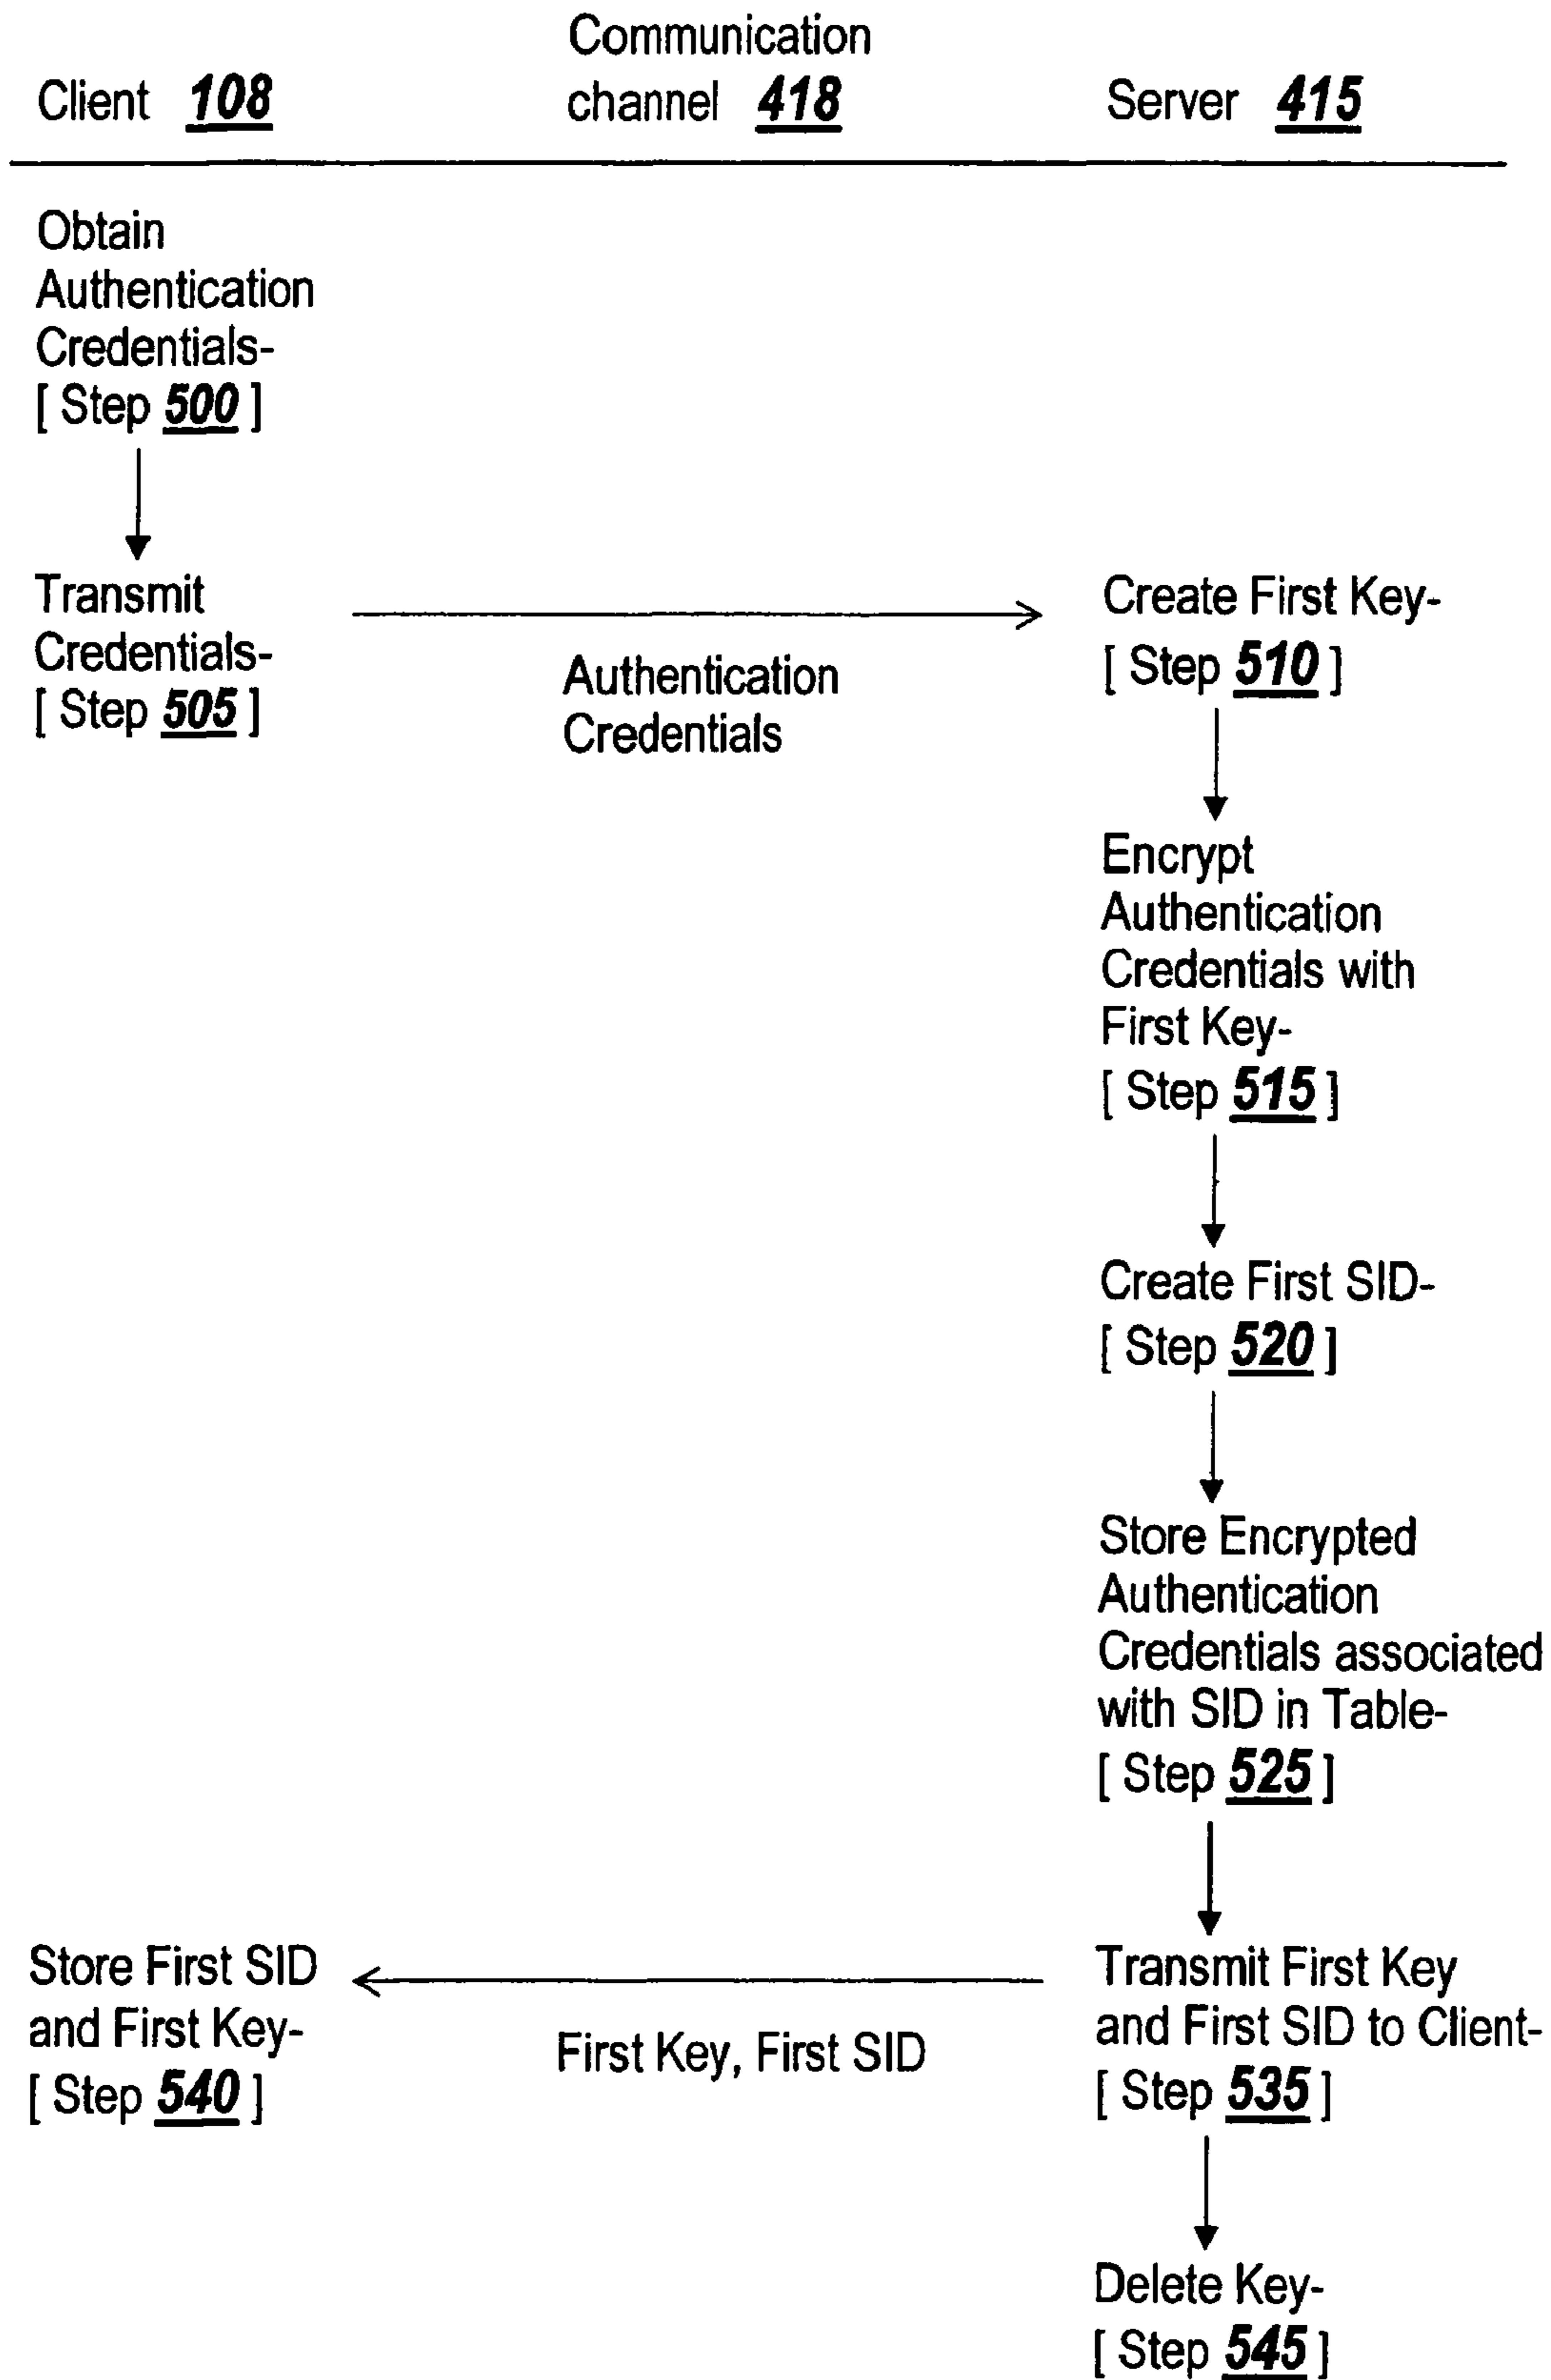 Client 108
Communication
channel 418
Server 415
Obtain
Authentication
Credentials-
[ Step 500 ]
Transmit
Credentials-
[ Step 505 ]
Authentication
Credentials
Create First Key-
[ Step 510 ]
Encrypt
Authentication
Credentials with
First Key-
[ Step 515 ]
Create First SID-
[ Step 520 ]
Store Encrypted
Authentication
Credentials associated
with SID in Table-
[ Step 525 ]
Transmit First Key
and First SID to Client-
[ Step 535 ]
First Key, First SID
Store First SID
and First Key-
[ Step 540 ]
Delete Key-
[ Step 545 ]